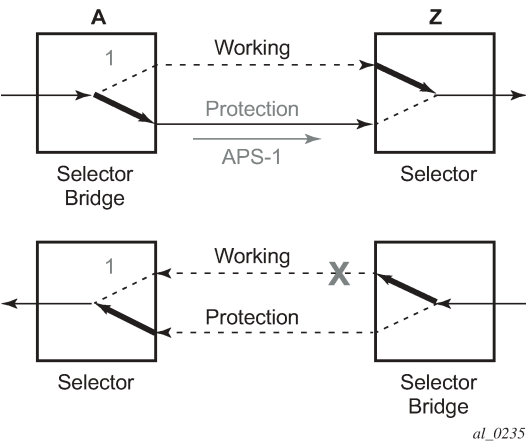 A
Z
1
Working
Protection
APS-1
Selector
Bridge
Selector
1
Working
X
Protection
Selector
Selector
Bridge
al_0235